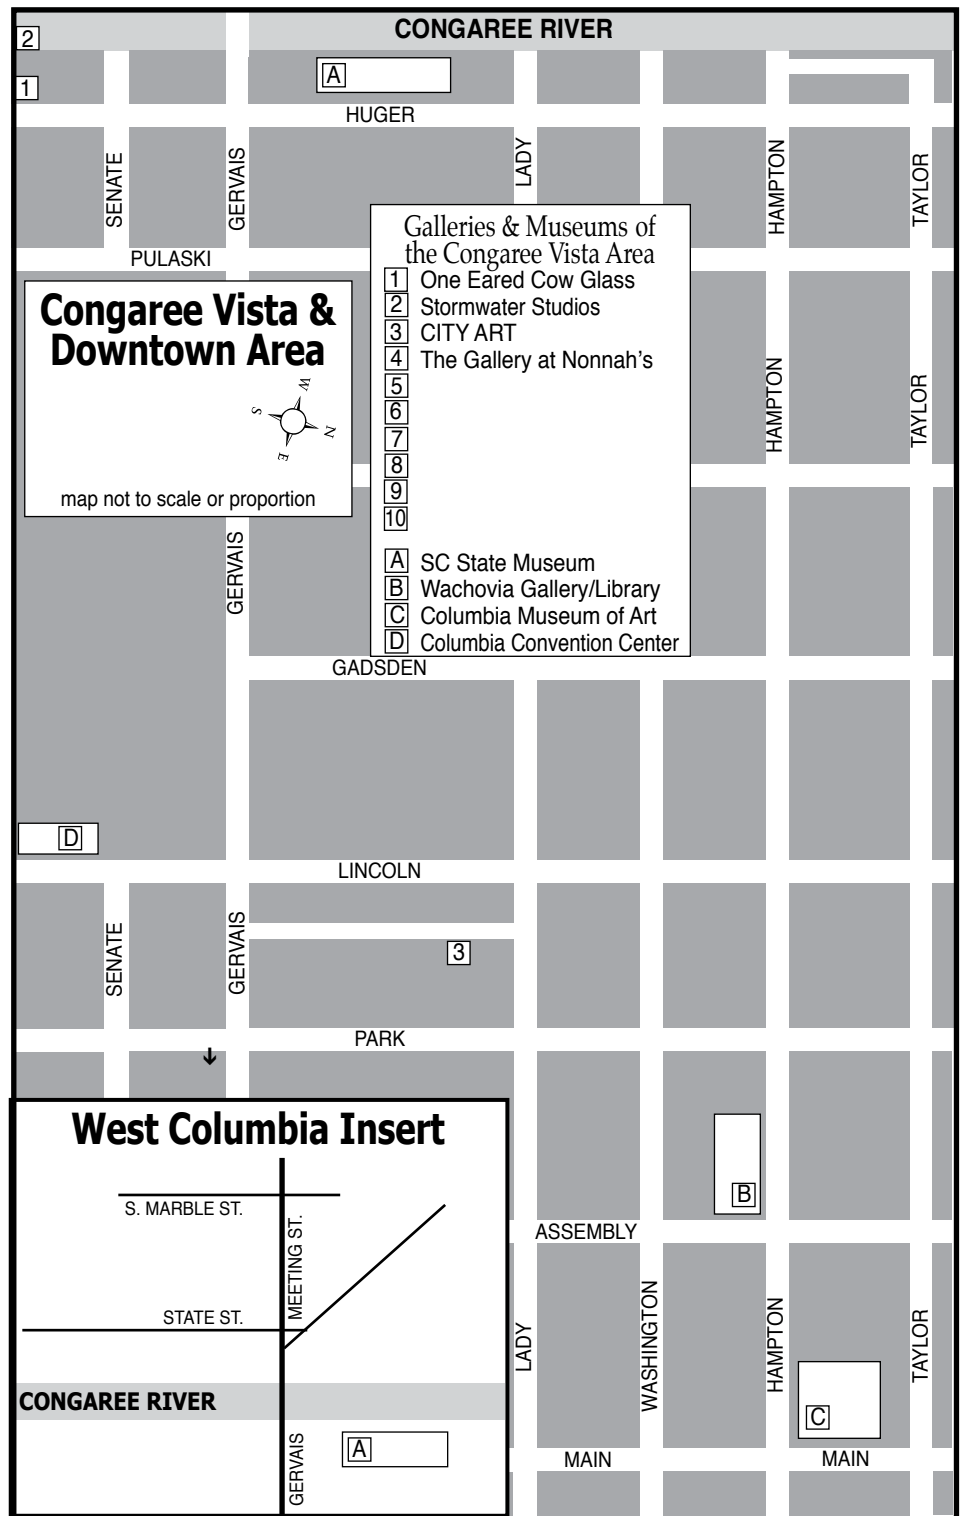 CONGAREE RIVER
2
A
1
HUGER
SENATE
GERVAIS
LADY
HAMPTON
TAYLOR
PULASKI
Galleries & Museums of
the Congaree Vista Area
1 One Eared Cow Glass
2 Stormwater Studios
3 CITY ART
4 The Gallery at Nonnah's
5
6
7
8
9
10
A SC State Museum
B Wachovia Gallery/Library
C Columbia Museum of Art
D Columbia Convention Center
Congaree Vista &
Downtown Area
W
S
N
E
map not to scale or proportion
HAMPTON
TAYLOR
GERVAIS
GADSDEN
D
LINCOLN
SENATE
GERVAIS
3
PARK
B
ASSEMBLY
LADY
WASHINGTON
HAMPTON
TAYLOR
C
MAIN
MAIN
West Columbia Insert
S. MARBLE ST.
MEETING ST.
STATE ST.
CONGAREE RIVER
GERVAIS
A